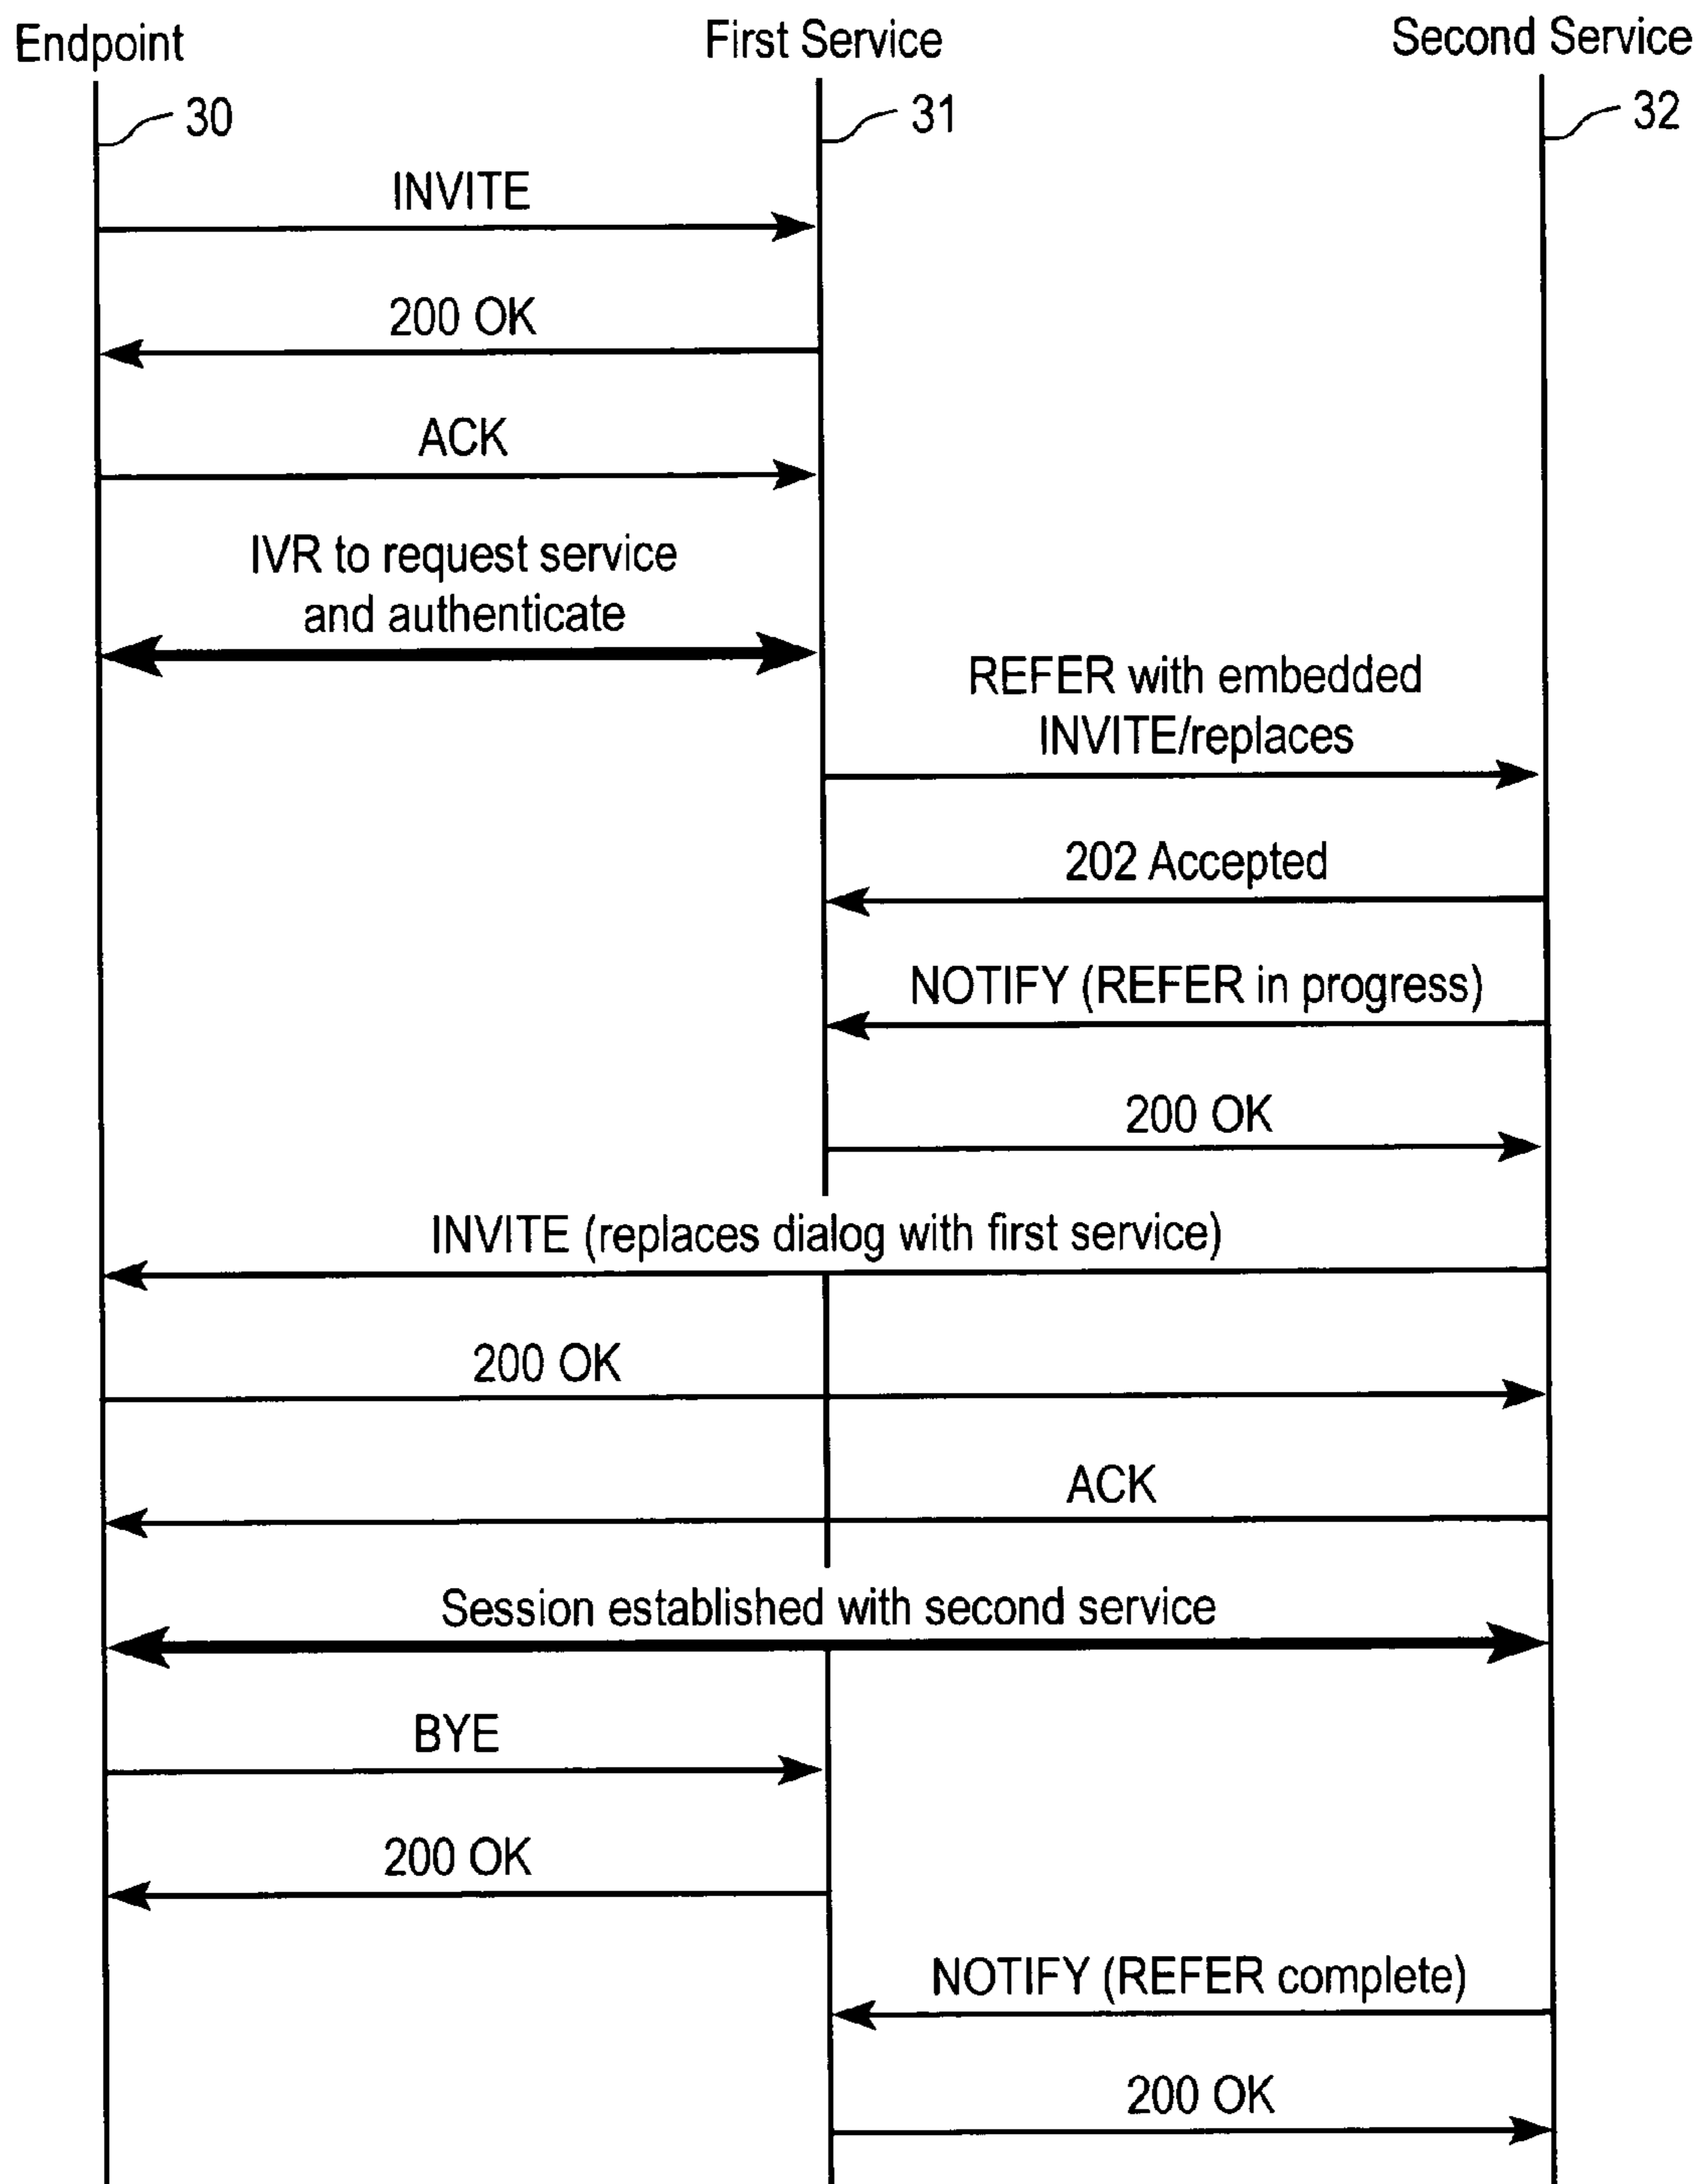 Endpoint
First Service
Second Service
30
31
32
INVITE
200 OK
ACK
IVR to request service
and authenticate
REFER with embedded
INVITE/replaces
202 Accepted
NOTIFY (REFER in progress)
200 OK
INVITE (replaces dialog with first service)
200 OK
ACK
Session established with second service
BYE
200 OK
NOTIFY (REFER complete)
200 OK